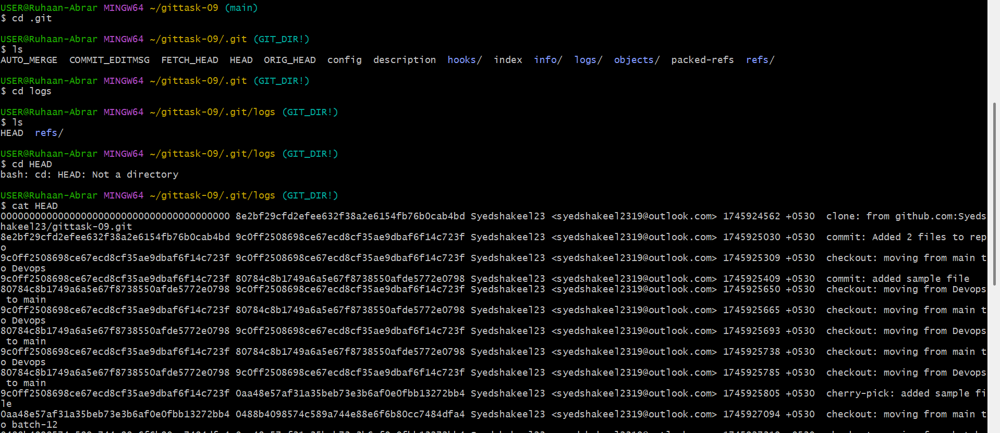 USER@Ruhaan-Abrar MINGW64 ~/gittask-09 (main)
$ cd .git
USER@Ruhaan-Abrar MINGW64 ~/gittask-09/.git (GIT_DIR!)
$ ls
AUTO_MERGE  COMMIT_EDITMSG  FETCH_HEAD  HEAD  ORIG_HEAD  config  description  hooks/  index  info/  logs/  objects/  packed-refs  refs/
USER@Ruhaan-Abrar MINGW64 ~/gittask-09/.git (GIT_DIR!)
$ cd logs
USER@Ruhaan-Abrar MINGW64 ~/gittask-09/.git/logs (GIT_DIR!)
$ ls
HEAD  refs/
USER@Ruhaan-Abrar MINGW64 ~/gittask-09/.git/logs (GIT_DIR!)
$ cd HEAD
bash: cd: HEAD: Not a directory
USER@Ruhaan-Abrar MINGW64 ~/gittask-09/.git/logs (GIT_DIR!)
$ cat HEAD
0000000000000000000000000000000000000000 8e2bf29cfd2efee632f38a2e6154fb76b0cab4bd Syedshakeel23 <syedshakeel2319@outlook.com> 1745924562 +0530  clone: from github.com:Syeds
hakeel23/gittask-09.git
8e2bf29cfd2efee632f38a2e6154fb76b0cab4bd 9c0ff2508698ce67ecd8cf35ae9dbaf6f14c723f Syedshakeel23 <syedshakeel2319@outlook.com> 1745925030 +0530  commit: Added 2 files to rep
o
9c0ff2508698ce67ecd8cf35ae9dbaf6f14c723f 9c0ff2508698ce67ecd8cf35ae9dbaf6f14c723f Syedshakeel23 <syedshakeel2319@outlook.com> 1745925309 +0530  checkout: moving from main t
o Devops
9c0ff2508698ce67ecd8cf35ae9dbaf6f14c723f 80784c8b1749a6a5e67f8738550afde5772e0798 Syedshakeel23 <syedshakeel2319@outlook.com> 1745925409 +0530  commit: added sample file
80784c8b1749a6a5e67f8738550afde5772e0798 9c0ff2508698ce67ecd8cf35ae9dbaf6f14c723f Syedshakeel23 <syedshakeel2319@outlook.com> 1745925650 +0530  checkout: moving from Devops
 to main
9c0ff2508698ce67ecd8cf35ae9dbaf6f14c723f 80784c8b1749a6a5e67f8738550afde5772e0798 Syedshakeel23 <syedshakeel2319@outlook.com> 1745925665 +0530  checkout: moving from main t
o Devops
80784c8b1749a6a5e67f8738550afde5772e0798 9c0ff2508698ce67ecd8cf35ae9dbaf6f14c723f Syedshakeel23 <syedshakeel2319@outlook.com> 1745925693 +0530  checkout: moving from Devops
 to main
9c0ff2508698ce67ecd8cf35ae9dbaf6f14c723f 80784c8b1749a6a5e67f8738550afde5772e0798 Syedshakeel23 <syedshakeel2319@outlook.com> 1745925738 +0530  checkout: moving from main t
o Devops
80784c8b1749a6a5e67f8738550afde5772e0798 9c0ff2508698ce67ecd8cf35ae9dbaf6f14c723f Syedshakeel23 <syedshakeel2319@outlook.com> 1745925785 +0530  checkout: moving from Devops
 to main
9c0ff2508698ce67ecd8cf35ae9dbaf6f14c723f 0aa48e57af31a35beb73e3b6af0e0fbb13272bb4 Syedshakeel23 <syedshakeel2319@outlook.com> 1745925805 +0530  cherry-pick: added sample fi
le
0aa48e57af31a35beb73e3b6af0e0fbb13272bb4 0488b4098574c589a744e88e6f6b80cc7484dfa4 Syedshakeel23 <syedshakeel2319@outlook.com> 1745927094 +0530  checkout: moving from main t
o batch-12